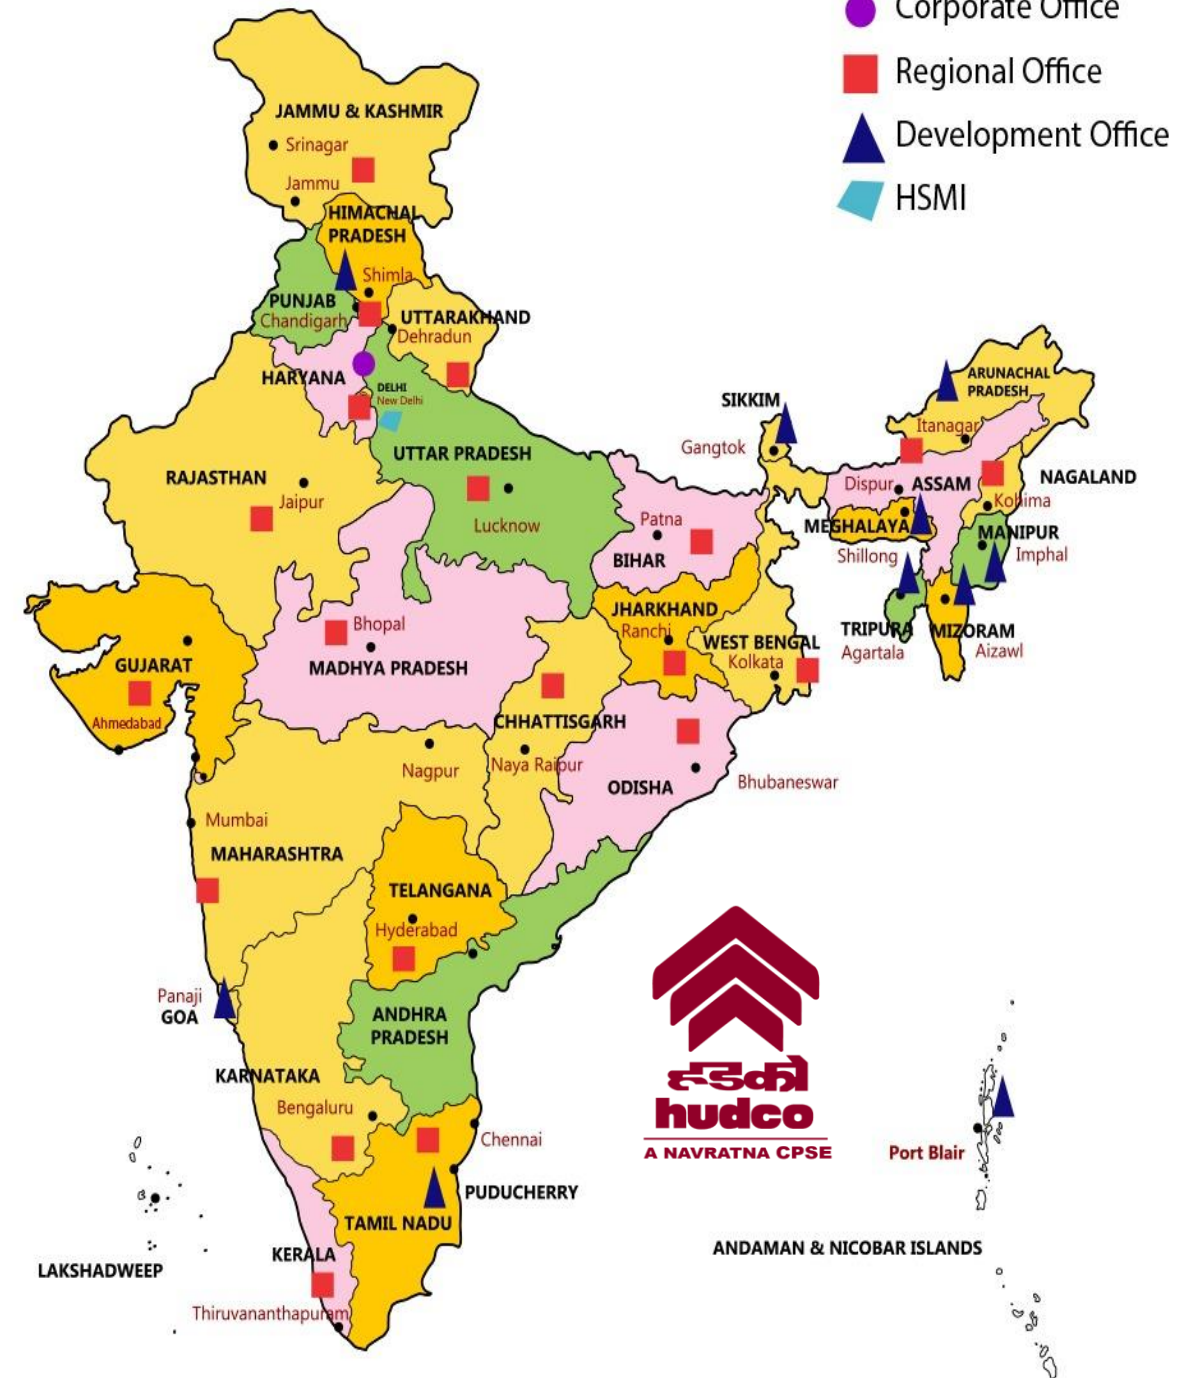 Corporate Office
Regional Office
Development Office
HSMI
JAMMU & KASHMIR
Srinagar
Jammu
HIMACHAL
PRADESH
Shimla
PUNJAB
Chandigarh
UTTARAKHAND
Dehradun
HARYANA
DELHI
New Delhi
ARUNACHAL
PRADESH
SIKKIM
Itanagar
Gangtok
UTTAR PRADESH
RAJASTHAN
Jaipur
Lucknow
Dispur
ASSAM
NAGALAND
Kohima
Patna
BIHAR
MEGHALAYA
Shillong
MANIPUR
Imphal
JHARKHAND
Ranchi
WEST BENGAL
Kolkata
TRIPURA
Agartala
MIZORAM
Aizawl
Bhopal
MADHYA PRADESH
GUJARAT
Ahmedabad
CHHATTISGARH
Naya Raipur
Nagpur
ODISHA
Bhubaneswar
Mumbai
MAHARASHTRA
TELANGANA
Hyderabad
Panaji
GOA
ANDHRA
PRADESH
KARNATAKA
Bengaluru
हडको
hudco
A NAVRATNA CPSE
Chennai
Port Blair
PUDUCHERRY
TAMIL NADU
KERALA
ANDAMAN & NICOBAR ISLANDS
LAKSHADWEEP
Thiruvananthapuram